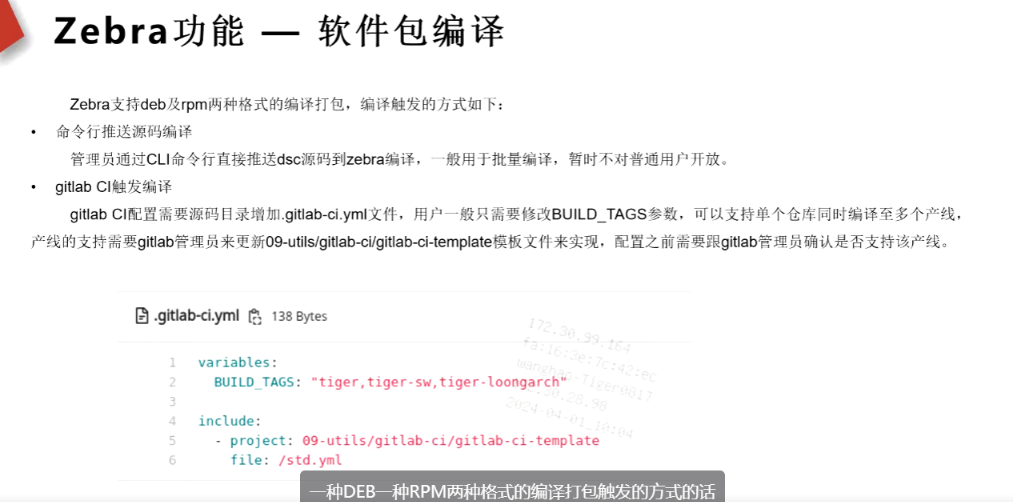 Zebra功能 — 软件包编译
Zebra支持deb及rpm两种格式的编译打包，编译触发的方式如下：
• 命令行推送源码编译
管理员通过CLI命令行直接推送dsc源码到zebra编译，一般用于批量编译，暂时不对普通用户开放。
• gitlab CI触发编译
gitlab CI配置需要源码目录增加.gitlab-ci.yml文件，用户一般只需要修改BUILD_TAGS参数，可以支持单个仓库同时编译至多个产线，
产线的支持需要gitlab管理员来更新09-utils/gitlab-ci/gitlab-ci-template模板文件来实现，配置之前需要跟gitlab管理员确认是否支持该产线。
.gitlab-ci.yml 138 Bytes
1 variables:
2 BUILD_TAGS: "tiger,tiger-sw,tiger-loongarch"
3
4 include:
5 - project: 09-utils/gitlab-ci/gitlab-ci-template
6 file: /std.yml
172.30.99.164
fa:16:3e:7c:42:ec
2024-04-01_10:04
一种DEB一种RPM两种格式的编译打包触发的方式的话